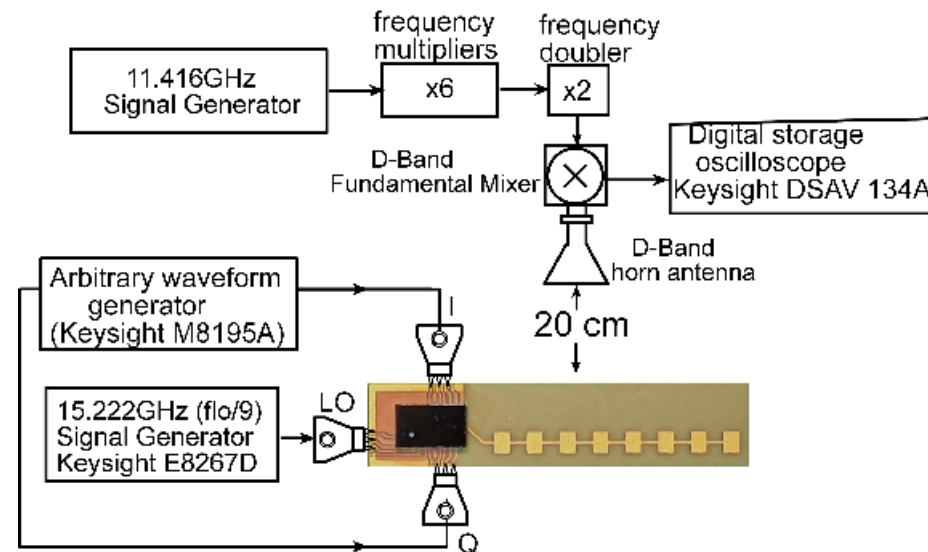 frequency
multipliers
frequency
doubler
11.416GHz
Signal Generator
x6
x2
D-Band
Fundamental Mixer
Digital storage
oscilloscope
Keysight DSAV 134A
D-Band
horn antenna
20 cm
Arbitrary waveform
generator
(Keysight M8195A)
I
15.222GHz (flo/9)
Signal Generator
Keysight E8267D
LO
Q